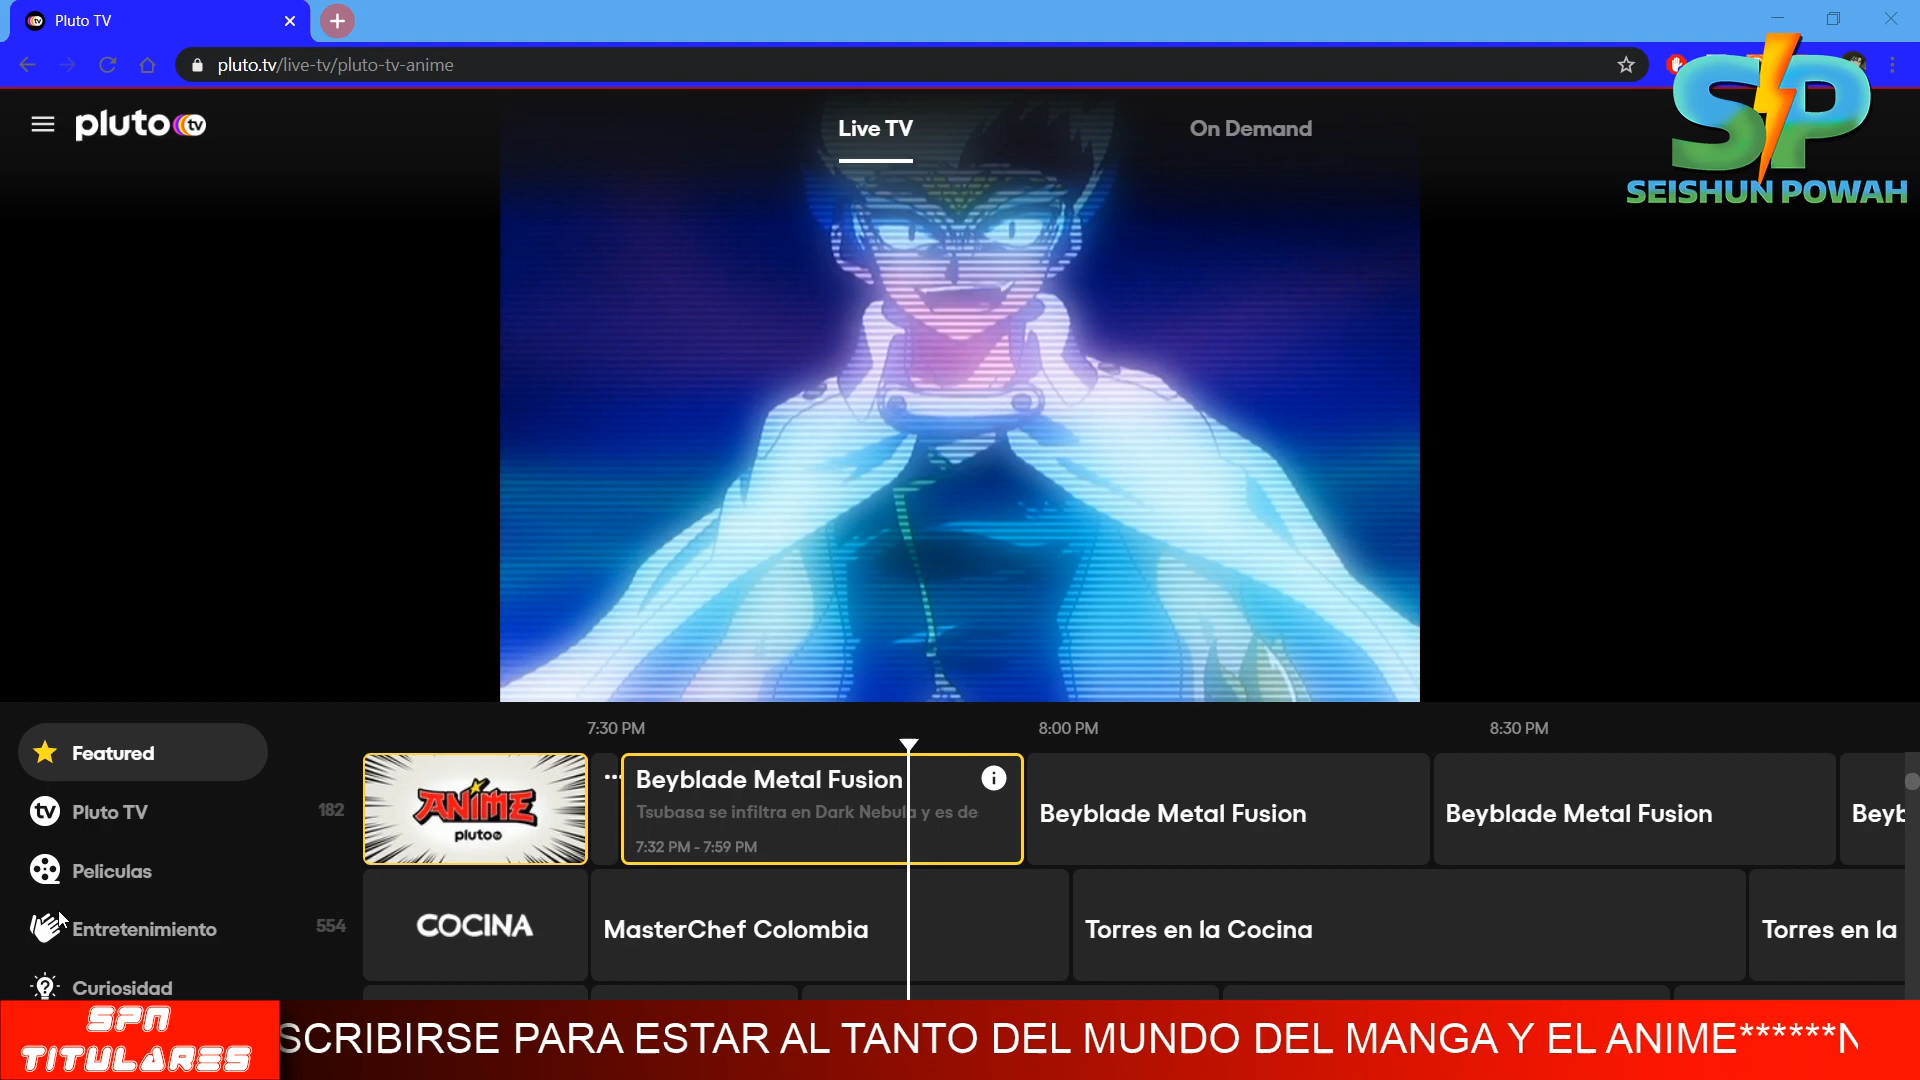 Pluto TV
pluto.tv/live-tv/pluto-tv-anime
SP
SEISHUN POWAH
pluto tv
Live TV
On Demand
7:30 PM
8:00 PM
8:30 PM
Featured
Pluto TV
182
Peliculas
Entretenimiento
554
Curiosidad
ANIME
pluto tv
Beyblade Metal Fusion
Tsubasa se infiltra en Dark Nebula y es de
7:32 PM - 7:59 PM
Beyblade Metal Fusion
Beyblade Metal Fusion
Beyb
COCINA
MasterChef Colombia
Torres en la Cocina
Torres en la
SPN
TITULARES
SCRIBIRSE PARA ESTAR AL TANTO DEL MUNDO DEL MANGA Y EL ANIME******N